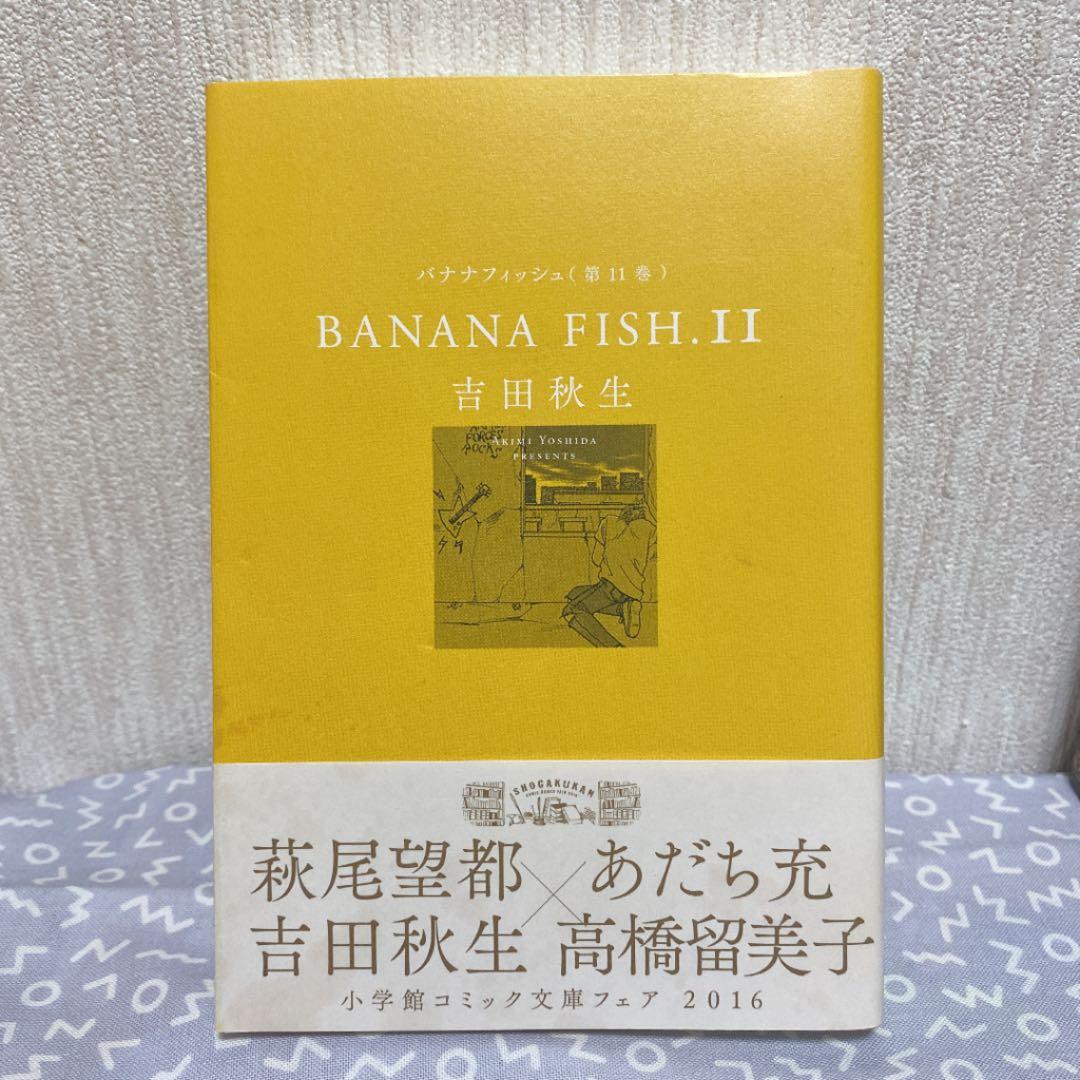 バナナフィッシュ(第11巻)
BANANA FISH.11
吉田秋生
AKIMI YOSHIDA
PRESENTS
FORCES
ROCKS
SHOGAKUKAN
萩尾望都×あだち充
吉田秋生 高橋留美子
小学館コミック文庫フェア 2016